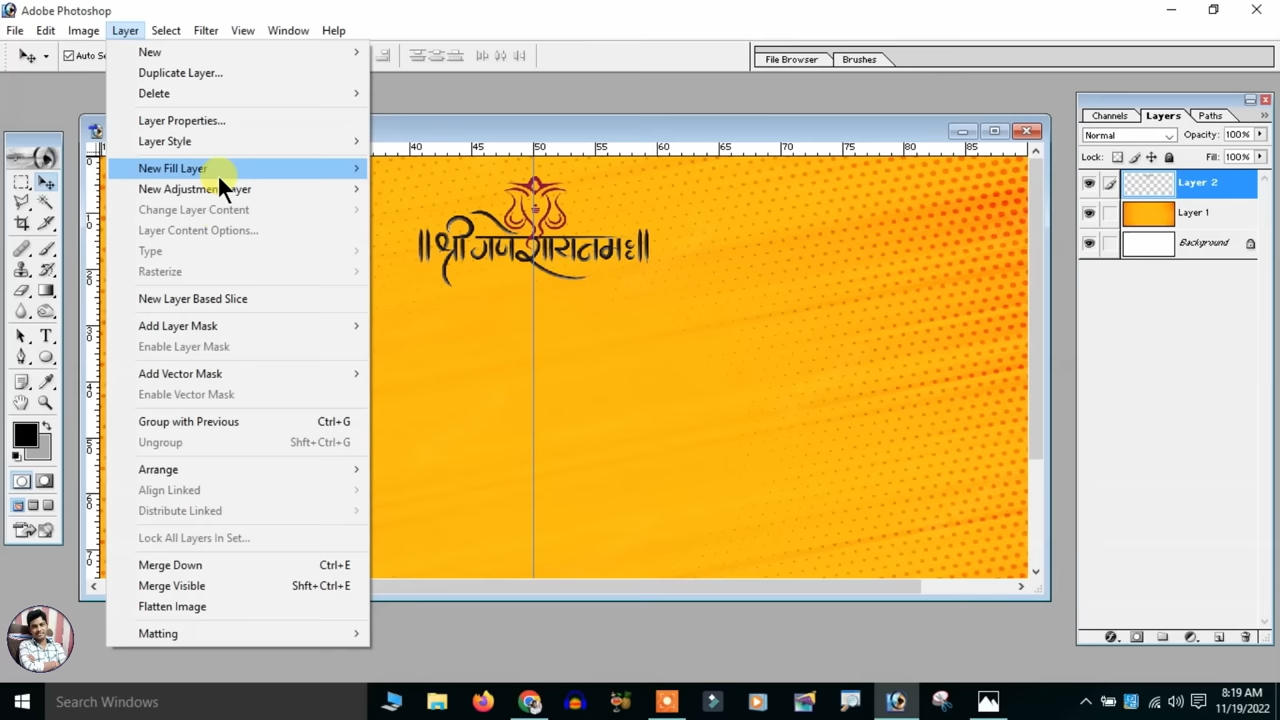 Adobe Photoshop
File Edit Image Layer Select Filter View Window Help
Auto Se
File Browser Brushes
New
Duplicate Layer...
Delete
Layer Properties...
Layer Style
New Fill Layer
New Adjustment Layer
Change Layer Content
Layer Content Options...
Type
Rasterize
New Layer Based Slice
Add Layer Mask
Enable Layer Mask
Add Vector Mask
Enable Vector Mask
Group with Previous Ctrl+G
Ungroup Shft+Ctrl+G
Arrange
Align Linked
Distribute Linked
Lock All Layers In Set...
Merge Down Ctrl+E
Merge Visible Shft+Ctrl+E
Flatten Image
Matting
40 45 50 55 60 65 70 75 80 85
॥श्री गणेशायतमः॥
Channels Layers Paths
Normal Opacity: 100%
Lock: Fill: 100%
Layer 2
Layer 1
Background
Search Windows
8:19 AM
11/19/2022